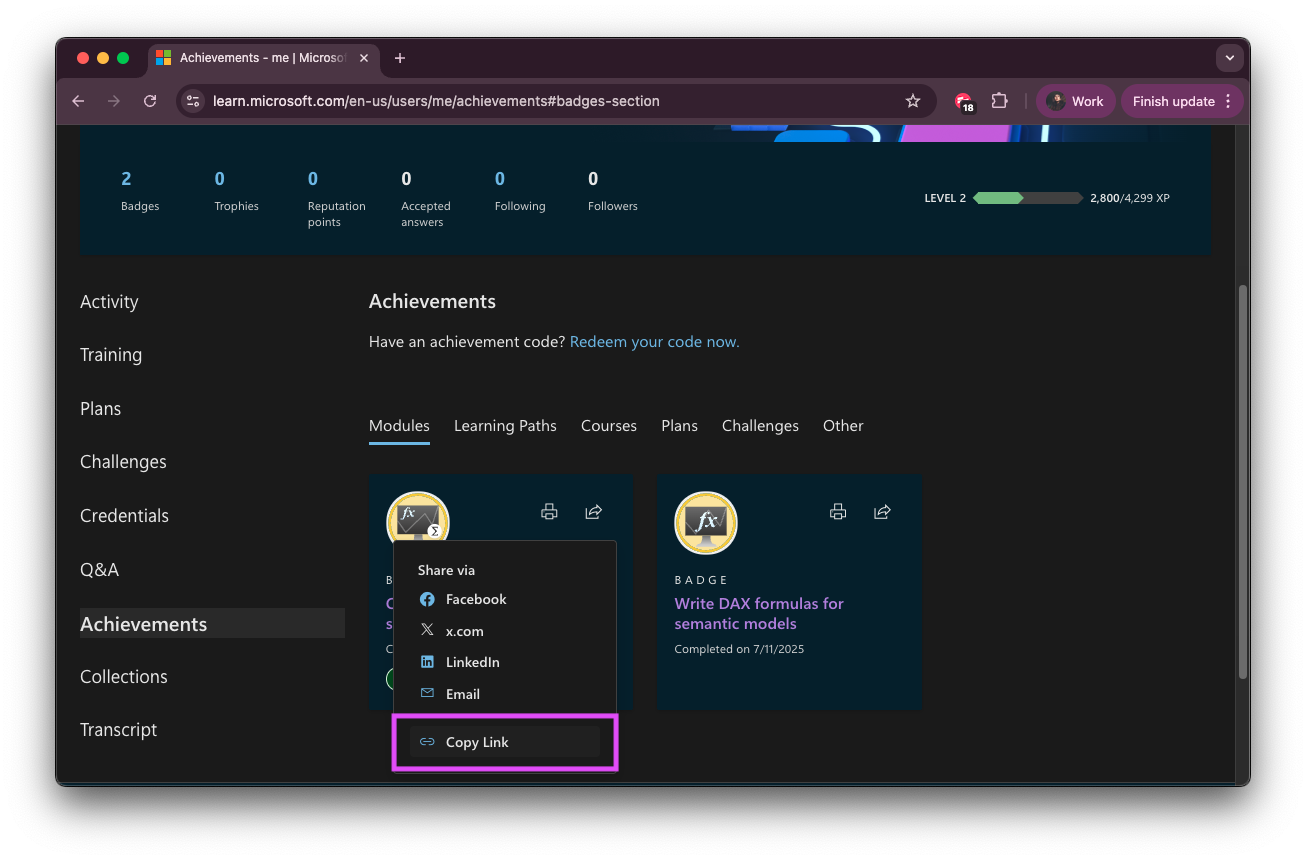 Achievements - me | Microso
learn.microsoft.com/en-us/users/me/achievements#badges-section
18
Work
Finish update
2
Badges
0
Trophies
0
Reputation
points
0
Accepted
answers
0
Following
0
Followers
LEVEL 2
2,800/4,299 XP
Activity
Training
Plans
Challenges
Credentials
Q&A
Achievements
Collections
Transcript
Achievements
Have an achievement code? Redeem your code now.
Modules
Learning Paths
Courses
Plans
Challenges
Other
fx
Σ
Share via
Facebook
x.com
LinkedIn
Email
Copy Link
fx
BADGE
Write DAX formulas for
semantic models
Completed on 7/11/2025